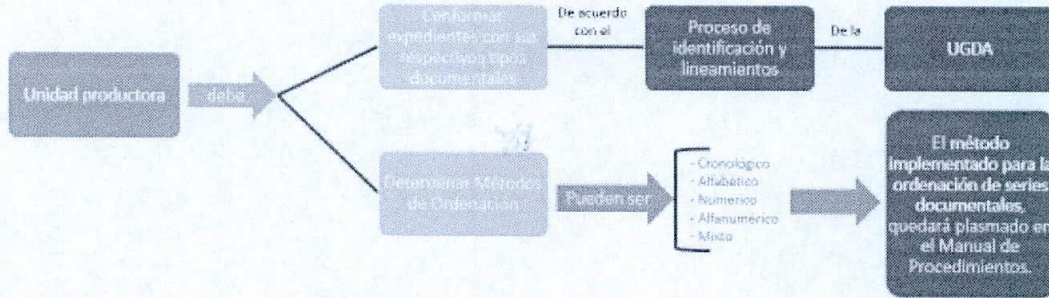 Unidad productora
debe
Conformar
expedientes con sus
respectivos tipos
documentales
De acuerdo
con el
Proceso de
identificación y
lineamientos
De la
UGDA
Determinar Métodos
de Ordenación
Pueden ser
- Cronológico
- Alfabético
- Numérico
- Alfanumérico
- Mixto
El método
implementado para la
ordenación de series
documentales,
quedará plasmado en
el Manual de
Procedimientos.